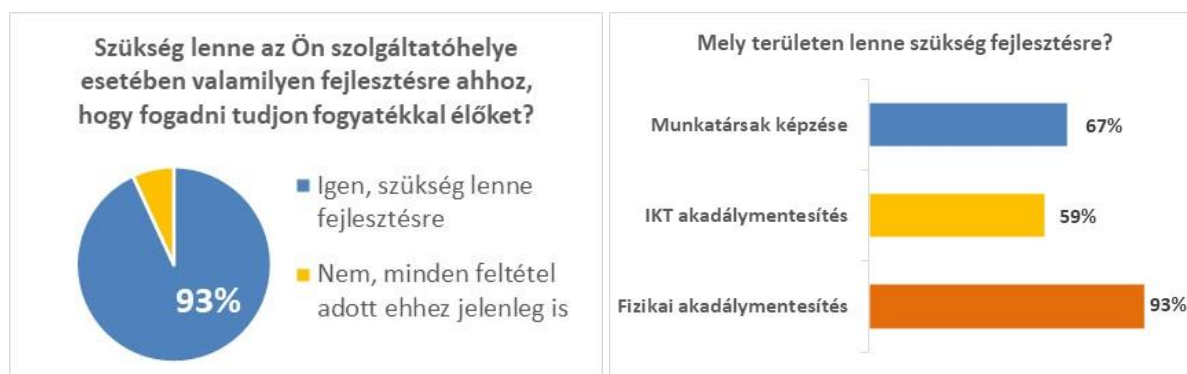 Szükség lenne az Ön szolgáltatóhelye
esetében valamilyen fejlesztésre ahhoz,
hogy fogadni tudjon fogyatékkal élőket?
93%
Igen, szükség lenne
fejlesztésre
Nem, minden feltétel
adott ehhez jelenleg is
Mely területen lenne szükség fejlesztésre?
Munkatársak képzése
67%
IKT akadálymentesítés
59%
Fizikai akadálymentesítés
93%